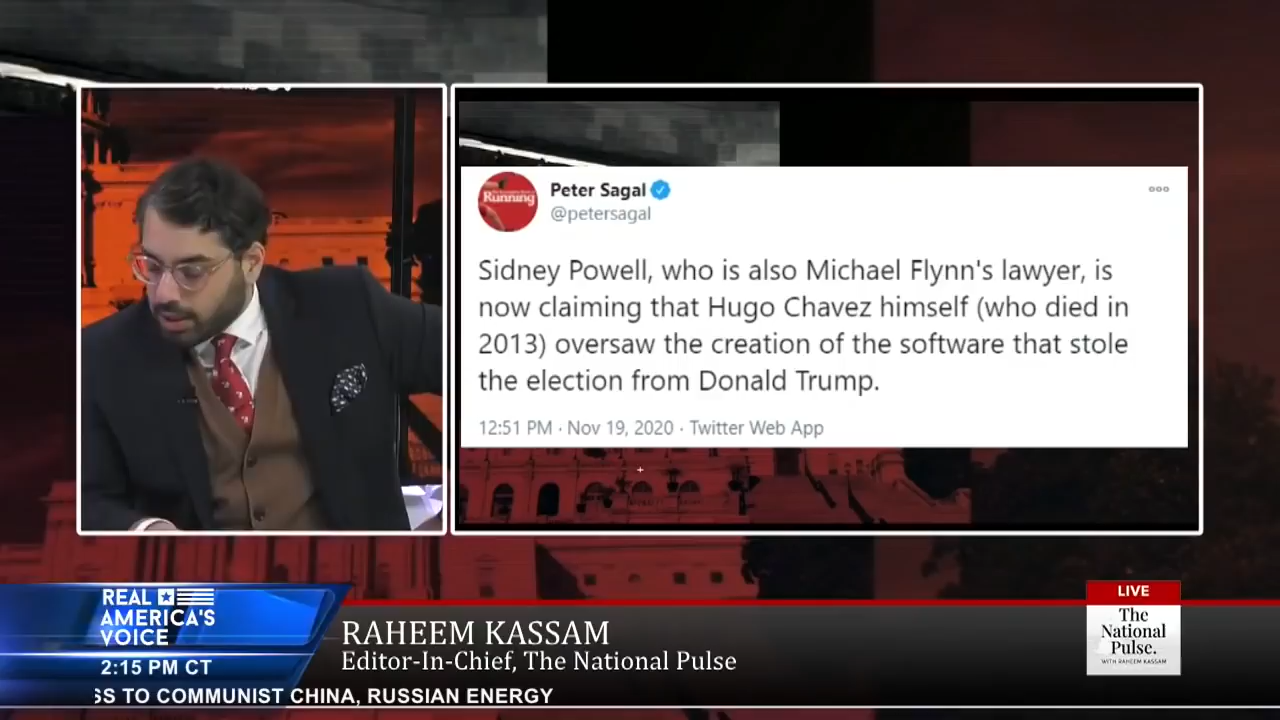 Running
Peter Sagal
@petersagal
Sidney Powell, who is also Michael Flynn's lawyer, is
now claiming that Hugo Chavez himself (who died in
2013) oversaw the creation of the software that stole
the election from Donald Trump.
12:51 PM · Nov 19, 2020 · Twitter Web App
REAL
AMERICA'S
VOICE
2:15 PM CT
RAHEEM KASSAM
Editor-In-Chief, The National Pulse
LIVE
The
National
Pulse.
WITH RAHEEM KASSAM
SS TO COMMUNIST CHINA, RUSSIAN ENERGY